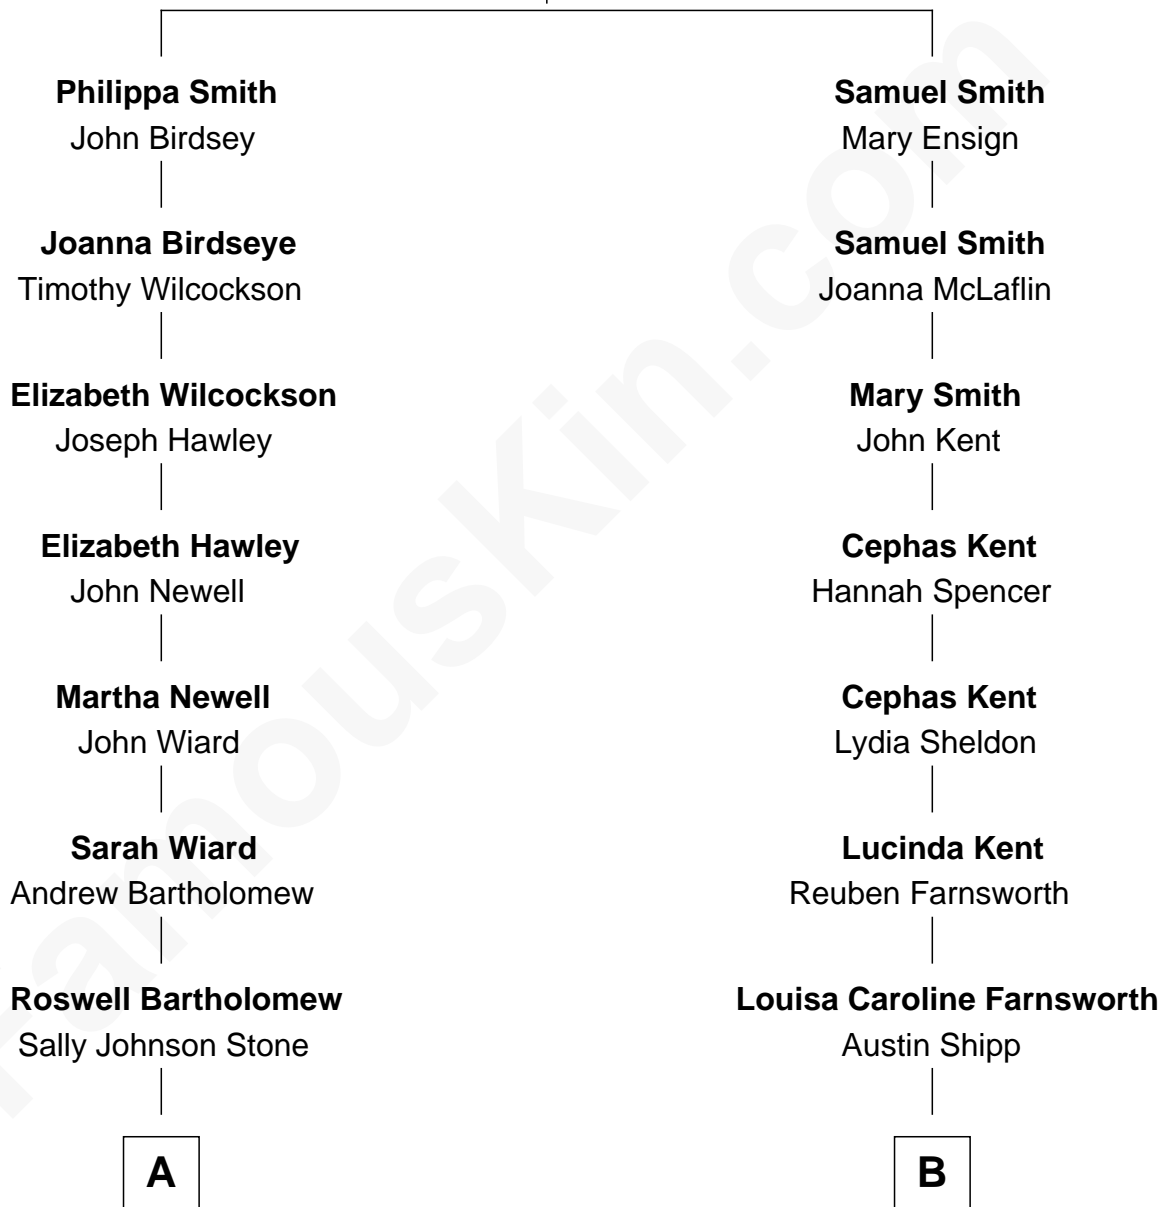 Philippa Smith
John Birdsey
Joanna Birdseye
Timothy Wilcockson
Elizabeth Wilcockson
Joseph Hawley
Elizabeth Hawley
John Newell
Martha Newell
John Wiard
Sarah Wiard
Andrew Bartholomew
Roswell Bartholomew
Sally Johnson Stone
A
Samuel Smith
Mary Ensign
Samuel Smith
Joanna McLaflin
Mary Smith
John Kent
Cephas Kent
Hannah Spencer
Cephas Kent
Lydia Sheldon
Lucinda Kent
Reuben Farnsworth
Louisa Caroline Farnsworth
Austin Shipp
B
FamousKin.com